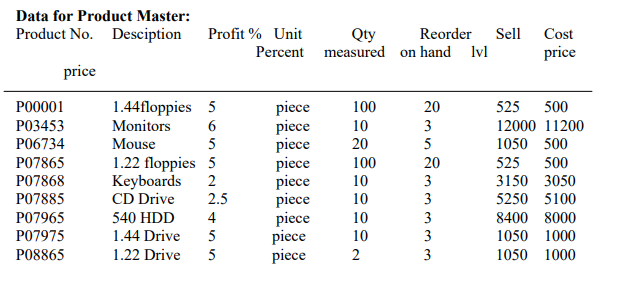 Data for Product Master:
Product No. Desciption Profit % Unit Qty Reorder Sell Cost
Percent measured on hand lvl price
price
P00001 1.44floppies 5 piece 100 20 525 500
P03453 Monitors 6 piece 10 3 12000 11200
P06734 Mouse 5 piece 20 5 1050 500
P07865 1.22 floppies 5 piece 100 20 525 500
P07868 Keyboards 2 piece 10 3 3150 3050
P07885 CD Drive 2.5 piece 10 3 5250 5100
P07965 540 HDD 4 piece 10 3 8400 8000
P07975 1.44 Drive 5 piece 10 3 1050 1000
P08865 1.22 Drive 5 piece 2 3 1050 1000